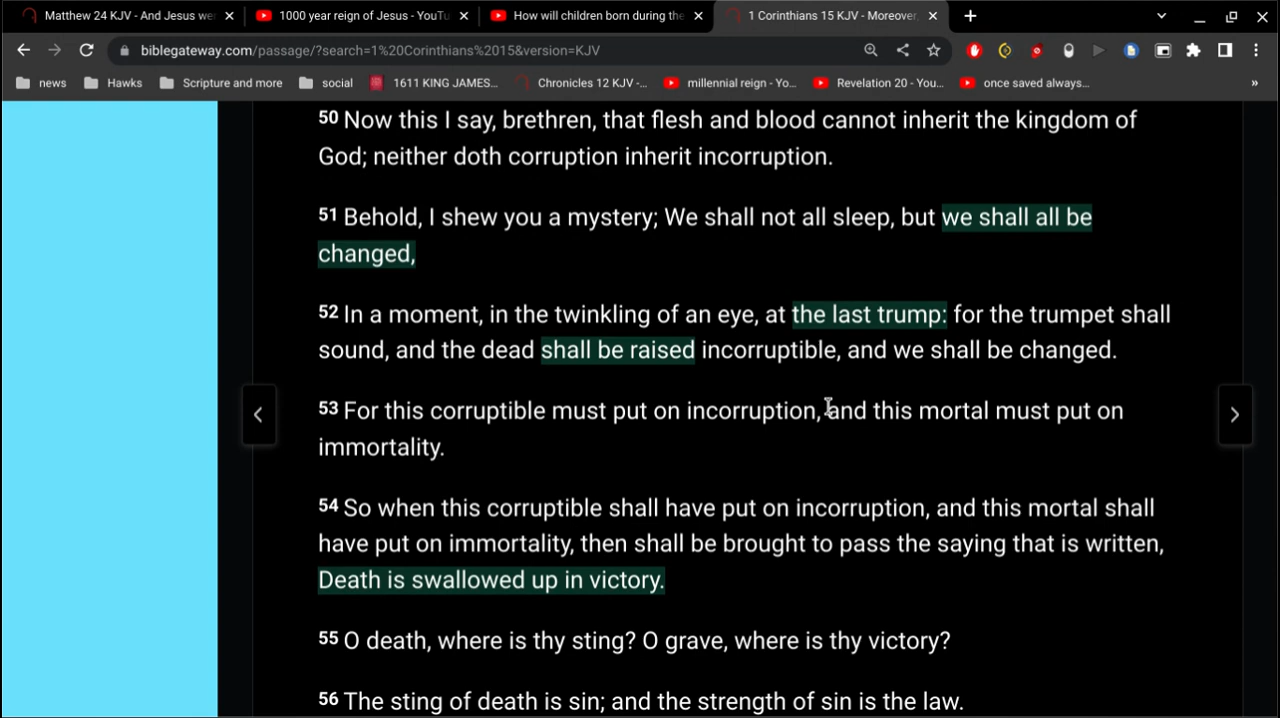 Matthew 24 KJV - And Jesus we
1000 year reign of Jesus - YouTu
How will children born during the
1 Corinthians 15 KJV - Moreover,
biblegateway.com/passage/?search=1%20Corinthians%2015&version=KJV
news
Hawks
Scripture and more
social
1611 KING JAMES...
Chronicles 12 KJV -...
millennial reign - Yo...
Revelation 20 - You...
once saved always...
»
50 Now this I say, brethren, that flesh and blood cannot inherit the kingdom of
God; neither doth corruption inherit incorruption.
51 Behold, I shew you a mystery; We shall not all sleep, but we shall all be
changed,
52 In a moment, in the twinkling of an eye, at the last trump: for the trumpet shall
sound, and the dead shall be raised incorruptible, and we shall be changed.
53 For this corruptible must put on incorruption, and this mortal must put on
immortality.
54 So when this corruptible shall have put on incorruption, and this mortal shall
have put on immortality, then shall be brought to pass the saying that is written,
Death is swallowed up in victory.
55 O death, where is thy sting? O grave, where is thy victory?
56 The sting of death is sin; and the strength of sin is the law.